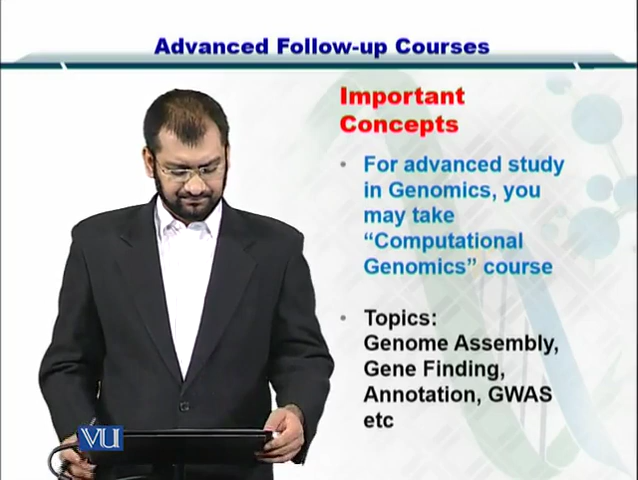 Advanced Follow-up Courses
Important
Concepts
• For advanced study
in Genomics, you
may take
“Computational
Genomics” course
• Topics:
Genome Assembly,
Gene Finding,
Annotation, GWAS
etc
VU